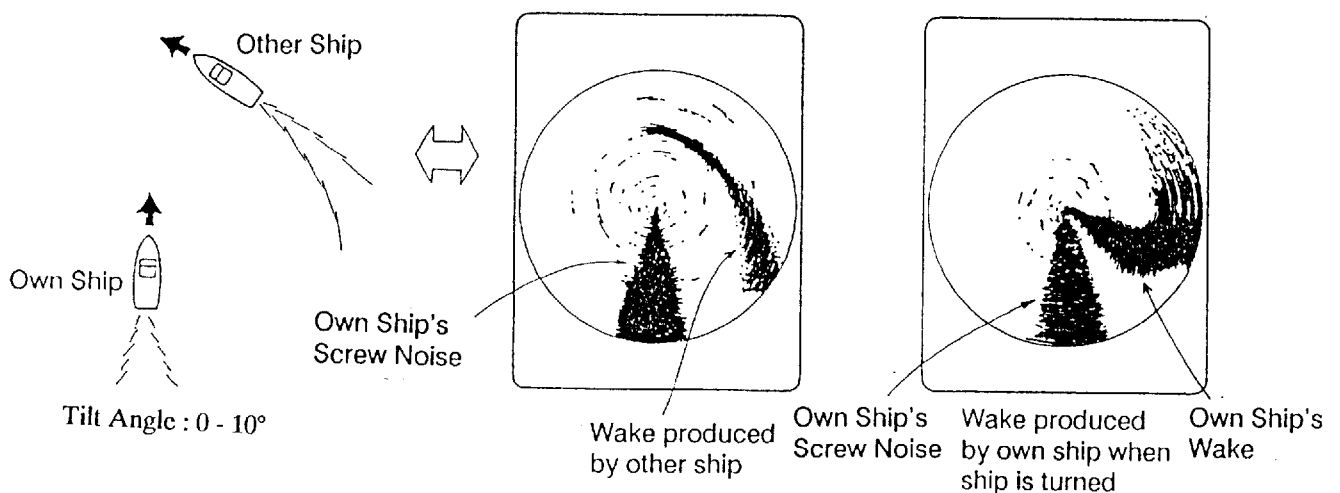 Other Ship
Own Ship
Tilt Angle : 0 - 10°
Own Ship's
Screw Noise
Wake produced
by other ship
Own Ship's
Screw Noise
Wake produced
by own ship when
ship is turned
Own Ship's
Wake